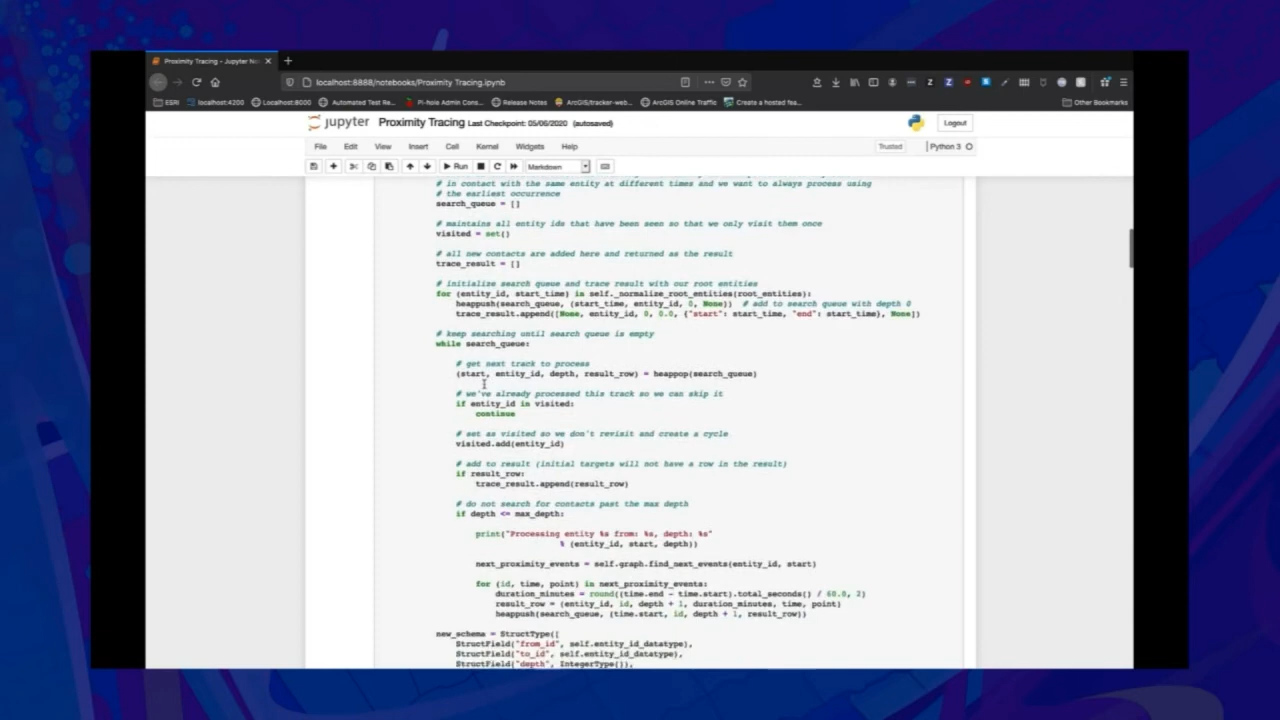 Proximity Tracing - Jupyter No
localhost:8888/notebooks/Proximity Tracing.ipynb
ESRI localhost:4200 Localhost:8000 Automated Test Re... Pi-hole Admin Cons... Release Notes ArcGIS/tracker-web... ArcGIS Online Traffic Create a hosted fea... Other Bookmarks
jupyter Proximity Tracing Last Checkpoint: 05/06/2020 (autosaved) Logout
File Edit View Insert Cell Kernel Widgets Help Trusted Python 3
Run Markdown
# in contact with the same entity at different times and we want to always process using
# the earliest occurrence
search_queue = []
# maintains all entity ids that have been seen so that we only visit them once
visited = set()
# all new contacts are added here and returned as the result
trace_result = []
# initialize search queue and trace result with our root entities
for (entity_id, start_time) in self._normalize_root_entities(root_entities):
heappush(search_queue, (start_time, entity_id, 0, None)) # add to search queue with depth 0
trace_result.append([None, entity_id, 0, 0.0, {"start": start_time, "end": start_time}, None])
# keep searching until search queue is empty
while search_queue:
# get next track to process
(start, entity_id, depth, result_row) = heappop(search_queue)
# we've already processed this track so we can skip it
if entity_id in visited:
continue
# set as visited so we don't revisit and create a cycle
visited.add(entity_id)
# add to result (initial targets will not have a row in the result)
if result_row:
trace_result.append(result_row)
# do not search for contacts past the max depth
if depth <= max_depth:
print("Processing entity %s from: %s, depth: %s"
% (entity_id, start, depth))
next_proximity_events = self.graph.find_next_events(entity_id, start)
for (id, time, point) in next_proximity_events:
duration_minutes = round((time.end - time.start).total_seconds() / 60.0, 2)
result_row = (entity_id, id, depth + 1, duration_minutes, time, point)
heappush(search_queue, (time.start, id, depth + 1, result_row))
new_schema = StructType([
StructField("from_id", self.entity_id_datatype),
StructField("to_id", self.entity_id_datatype),
StructField("depth", IntegerType()),